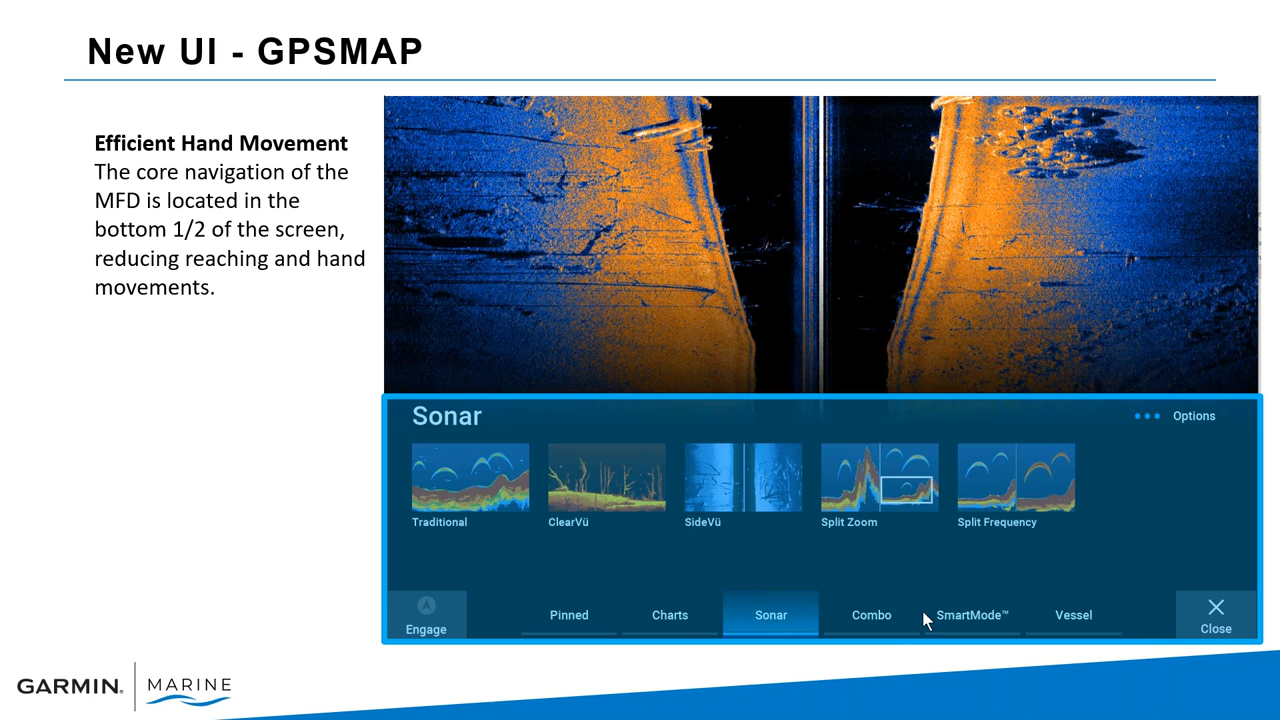 New UI - GPSMAP
Efficient Hand Movement
The core navigation of the
MFD is located in the
bottom 1/2 of the screen,
reducing reaching and hand
movements.
Sonar
Options
Traditional
ClearVü
SideVü
Split Zoom
Split Frequency
Engage
Pinned
Charts
Sonar
Combo
SmartMode™
Vessel
Close
GARMIN.
MARINE